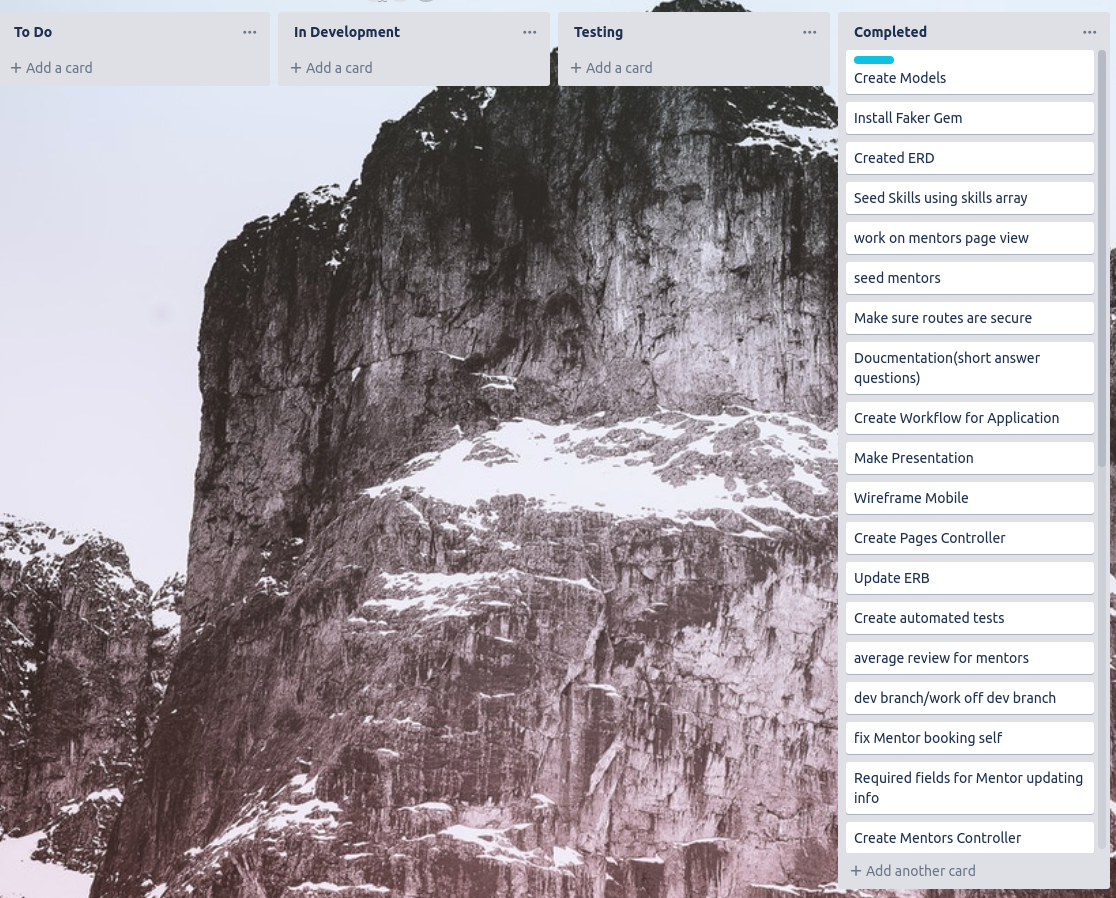 To Do
+ Add a card
In Development
+ Add a card
Testing
+ Add a card
Completed
Create Models
Install Faker Gem
Created ERD
Seed Skills using skills array
work on mentors page view
seed mentors
Make sure routes are secure
Doucmentation(short answer
questions)
Create Workflow for Application
Make Presentation
Wireframe Mobile
Create Pages Controller
Update ERB
Create automated tests
average review for mentors
dev branch/work off dev branch
fix Mentor booking self
Required fields for Mentor updating
info
Create Mentors Controller
+ Add another card